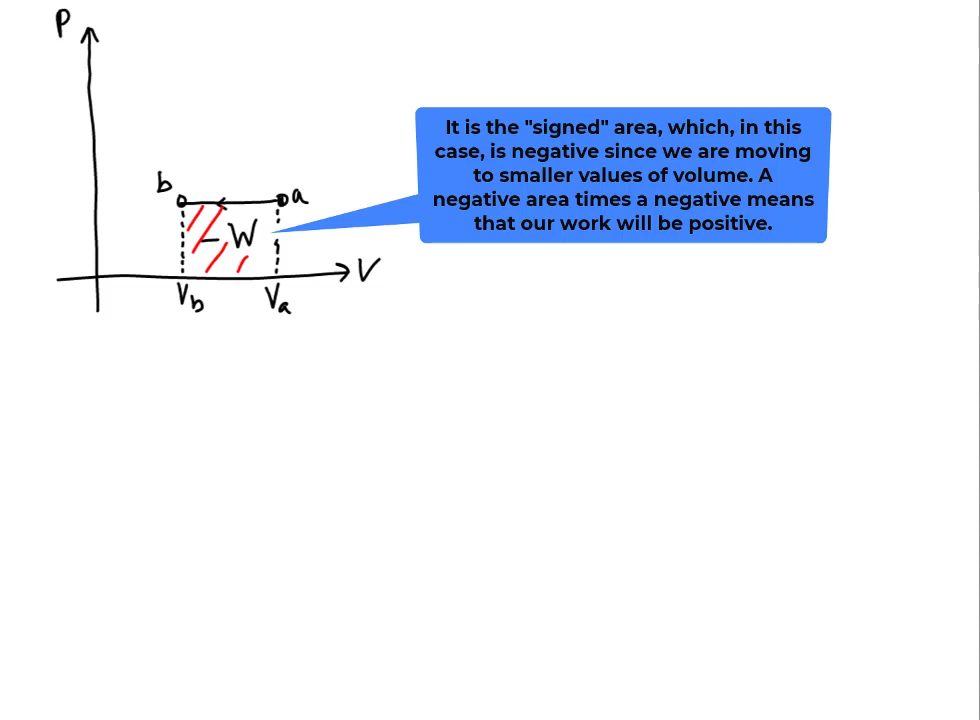 P
It is the "signed" area, which, in this
case, is negative since we are moving
to smaller values of volume. A
negative area times a negative means
that our work will be positive.
b
a
-W
V
Vb
Va